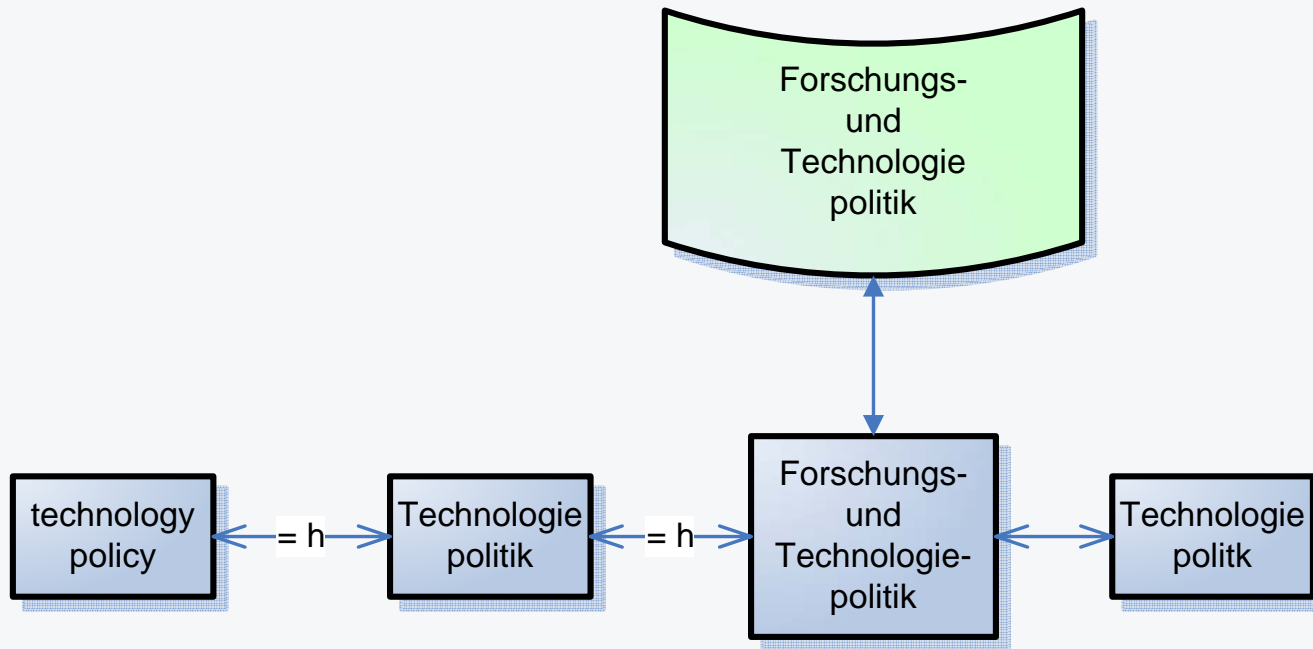 Forschungs-
und
Technologie
politik
technology
policy
= h
Technologie
politik
= h
Forschungs-
und
Technologie-
politik
Technologie
politk